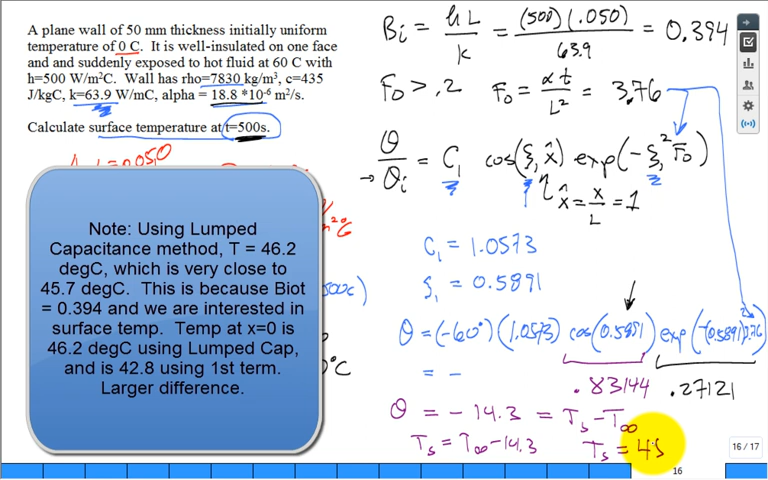 A plane wall of 50 mm thickness initially uniform
temperature of 0 C. It is well-insulated on one face
and and suddenly exposed to hot fluid at 60 C with
h=500 W/m²C. Wall has rho=7830 kg/m³, c=435
J/kgC, k=63.9 W/mC, alpha = 18.8 *10⁻⁶ m²/s.
Calculate surface temperature at t=500s.
Note: Using Lumped
Capacitance method, T = 46.2
degC, which is very close to
45.7 degC. This is because Biot
= 0.394 and we are interested in
surface temp. Temp at x=0 is
46.2 degC using Lumped Cap,
and is 42.8 using 1st term.
Larger difference.
Bi = hL/k = (500)(.050)/63.9 = 0.394
Fo > .2 Fo = αt/L² = 3.76
θ/θi = C₁ cos(ξ₁x̂) exp(-ξ₁²Fo)
x̂ = x/L = 1
C₁ = 1.0573
ξ₁ = 0.5891
θ = (-60°)(1.0573) cos(0.5891) exp(-(0.5891)²3.76)
= - .83144 .27121
θ = -14.3 = Ts - T∞
Ts = T∞ - 14.3 Ts = 45
16 / 17
16